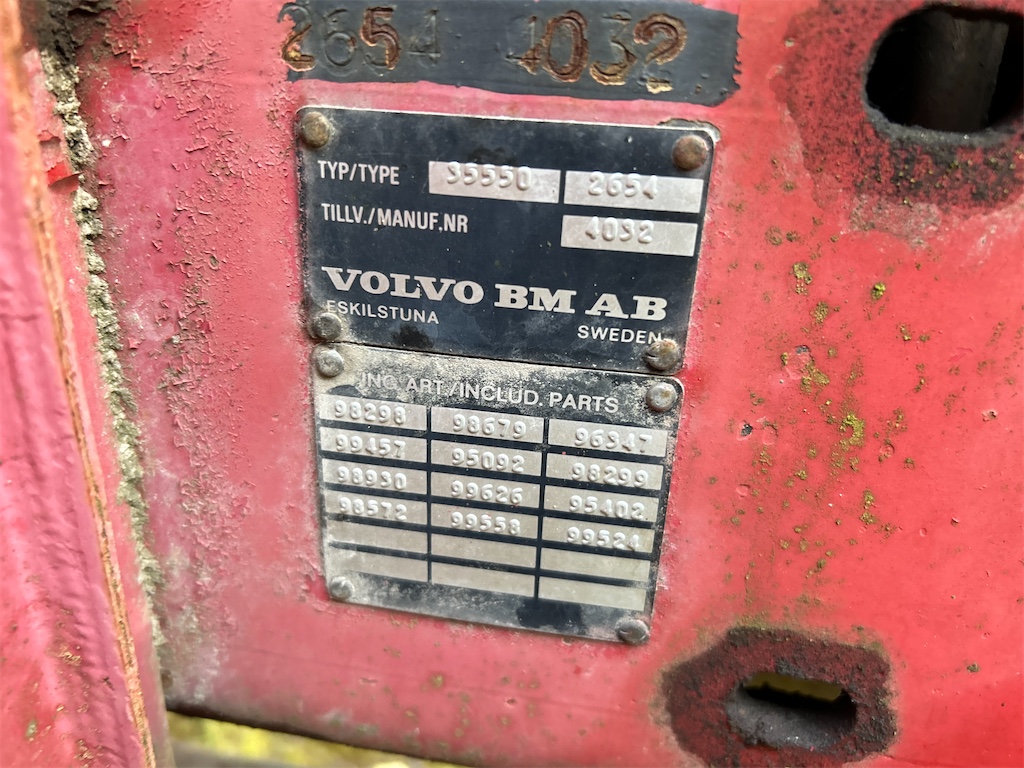 2654 4032
TYP/TYPE 35550 2654
TILLV./MANUF.NR 4032
VOLVO BM AB
ESKILSTUNA
SWEDEN
ING. ART./INCLUD. PARTS
98298 98679 96347
99457 95092 98299
98930 99626 95402
98572 99558 99524